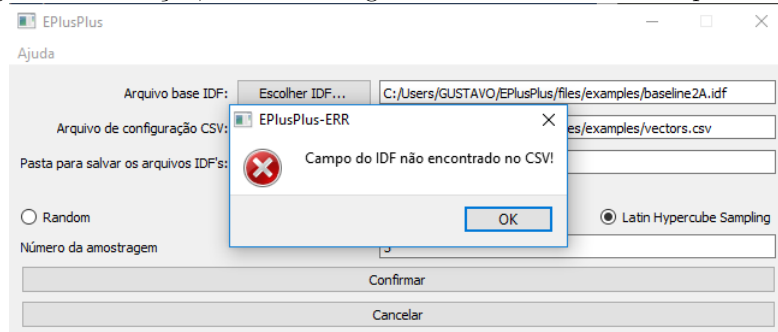 EPlusPlus
Ajuda
Arquivo base IDF: Escolher IDF... C:/Users/GUSTAVO/EPlusPlus/files/examples/baseline2A.idf
EPlusPlus-ERR
Arquivo de configuração CSV: es/examples/vectors.csv
Campo do IDF não encontrado no CSV!
Pasta para salvar os arquivos IDF's:
OK
Random Latin Hypercube Sampling
Número da amostragem
Confirmar
Cancelar